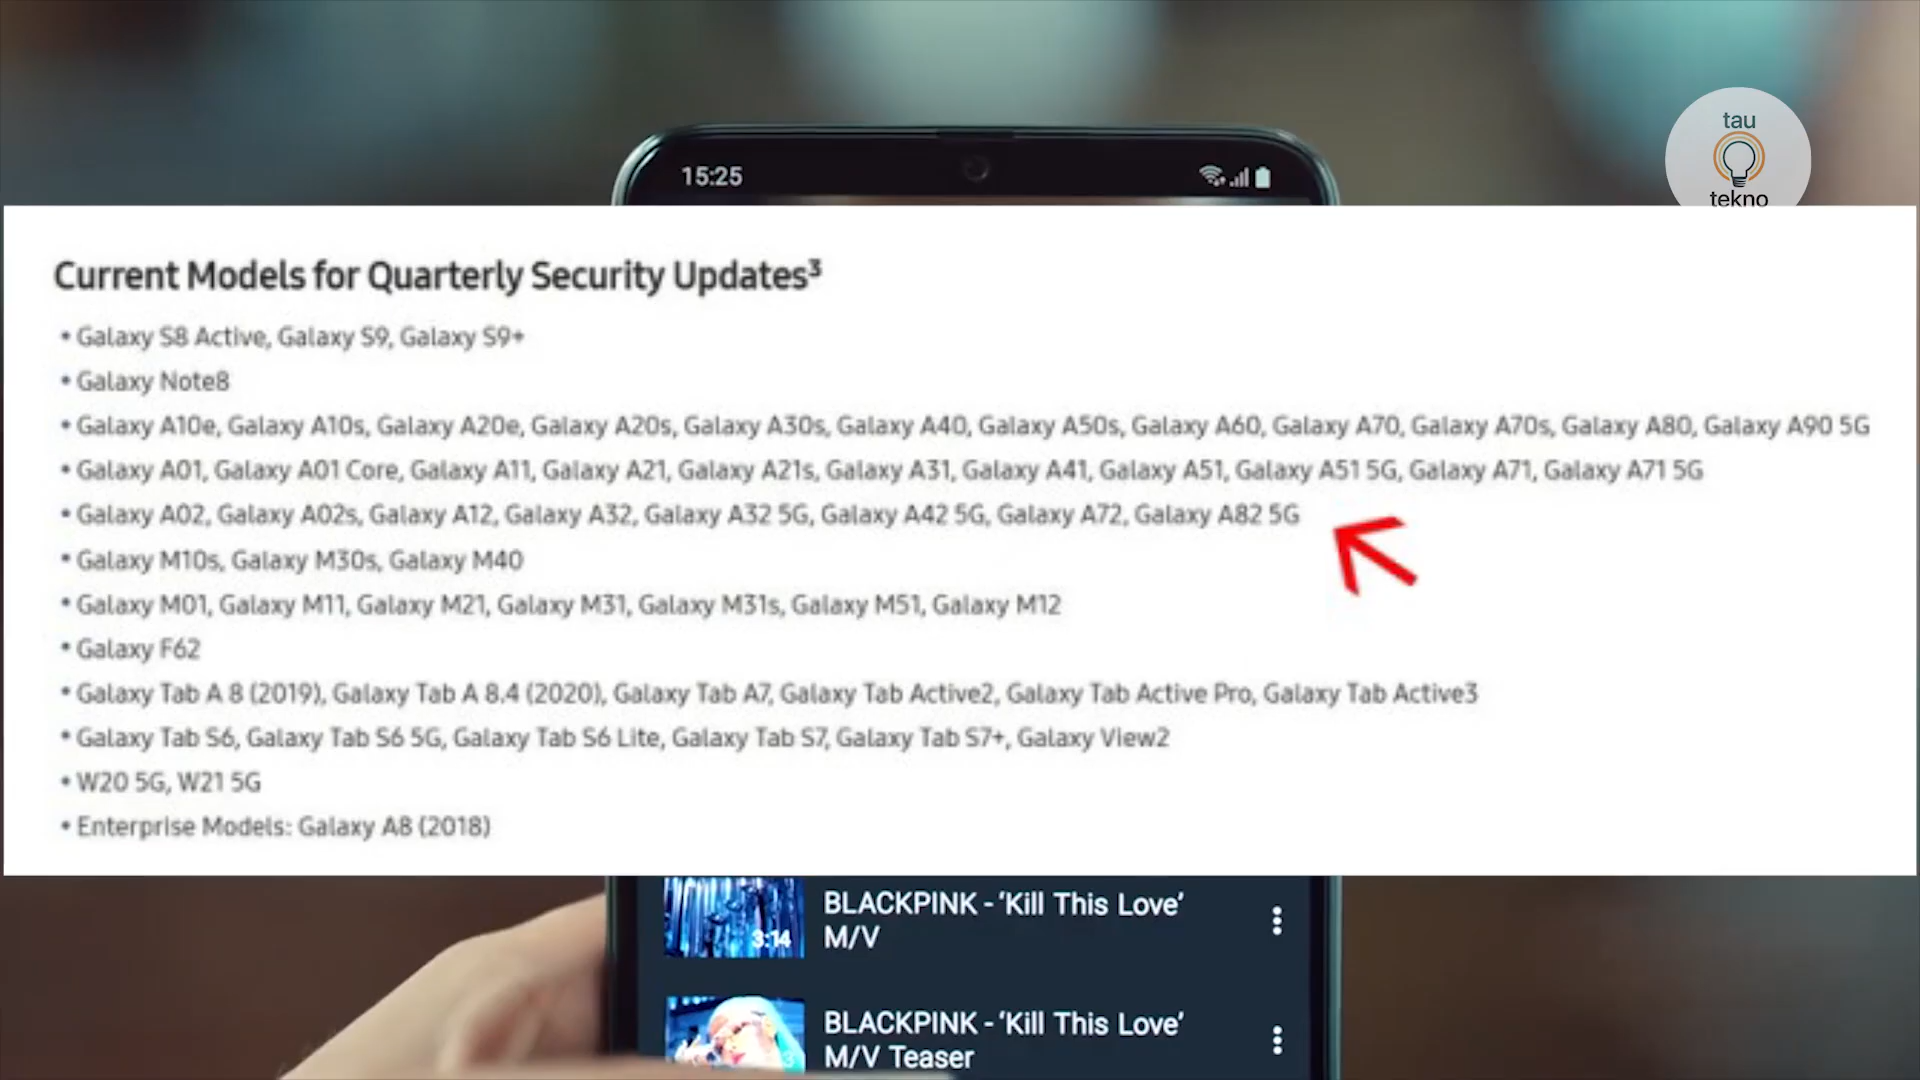 tau
15:25
tekno
Current Models for Quarterly Security Updates³
• Galaxy S8 Active, Galaxy S9, Galaxy S9+
• Galaxy Note8
• Galaxy A10e, Galaxy A10s, Galaxy A20e, Galaxy A20s, Galaxy A30s, Galaxy A40, Galaxy A50s, Galaxy A60, Galaxy A70, Galaxy A70s, Galaxy A80, Galaxy A90 5G
• Galaxy A01, Galaxy A01 Core, Galaxy A11, Galaxy A21, Galaxy A21s, Galaxy A31, Galaxy A41, Galaxy A51, Galaxy A51 5G, Galaxy A71, Galaxy A71 5G
• Galaxy A02, Galaxy A02s, Galaxy A12, Galaxy A32, Galaxy A32 5G, Galaxy A42 5G, Galaxy A72, Galaxy A82 5G
• Galaxy M10s, Galaxy M30s, Galaxy M40
• Galaxy M01, Galaxy M11, Galaxy M21, Galaxy M31, Galaxy M31s, Galaxy M51, Galaxy M12
• Galaxy F62
• Galaxy Tab A 8 (2019), Galaxy Tab A 8.4 (2020), Galaxy Tab A7, Galaxy Tab Active2, Galaxy Tab Active Pro, Galaxy Tab Active3
• Galaxy Tab S6, Galaxy Tab S6 5G, Galaxy Tab S6 Lite, Galaxy Tab S7, Galaxy Tab S7+, Galaxy View2
• W20 5G, W21 5G
• Enterprise Models: Galaxy A8 (2018)
BLACKPINK - ‘Kill This Love’
M/V
3:14
BLACKPINK - ‘Kill This Love’
M/V Teaser